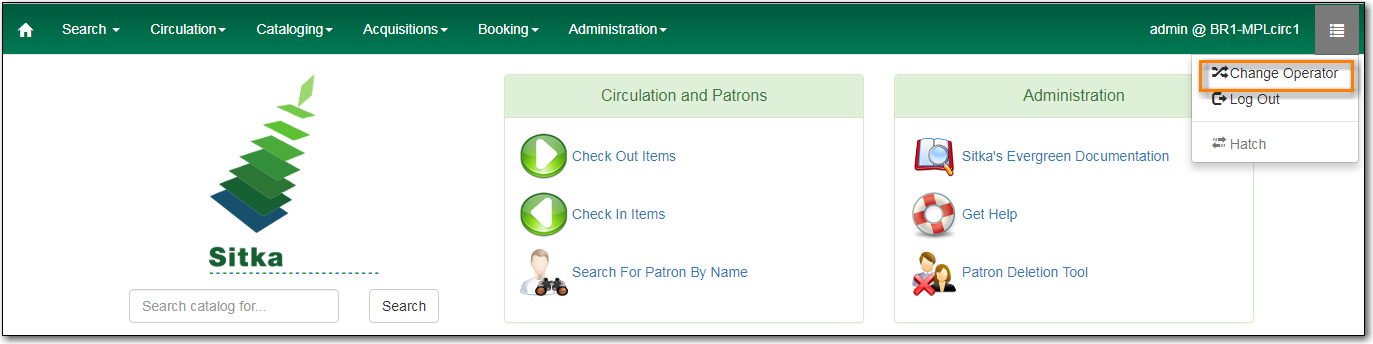 Search Circulation Cataloging Acquisitions Booking Administration admin @ BR1-MPLcirc1
Change Operator
Log Out
Hatch
Sitka
Search catalog for... Search
Circulation and Patrons
Check Out Items
Check In Items
Search For Patron By Name
Administration
Sitka's Evergreen Documentation
Get Help
Patron Deletion Tool